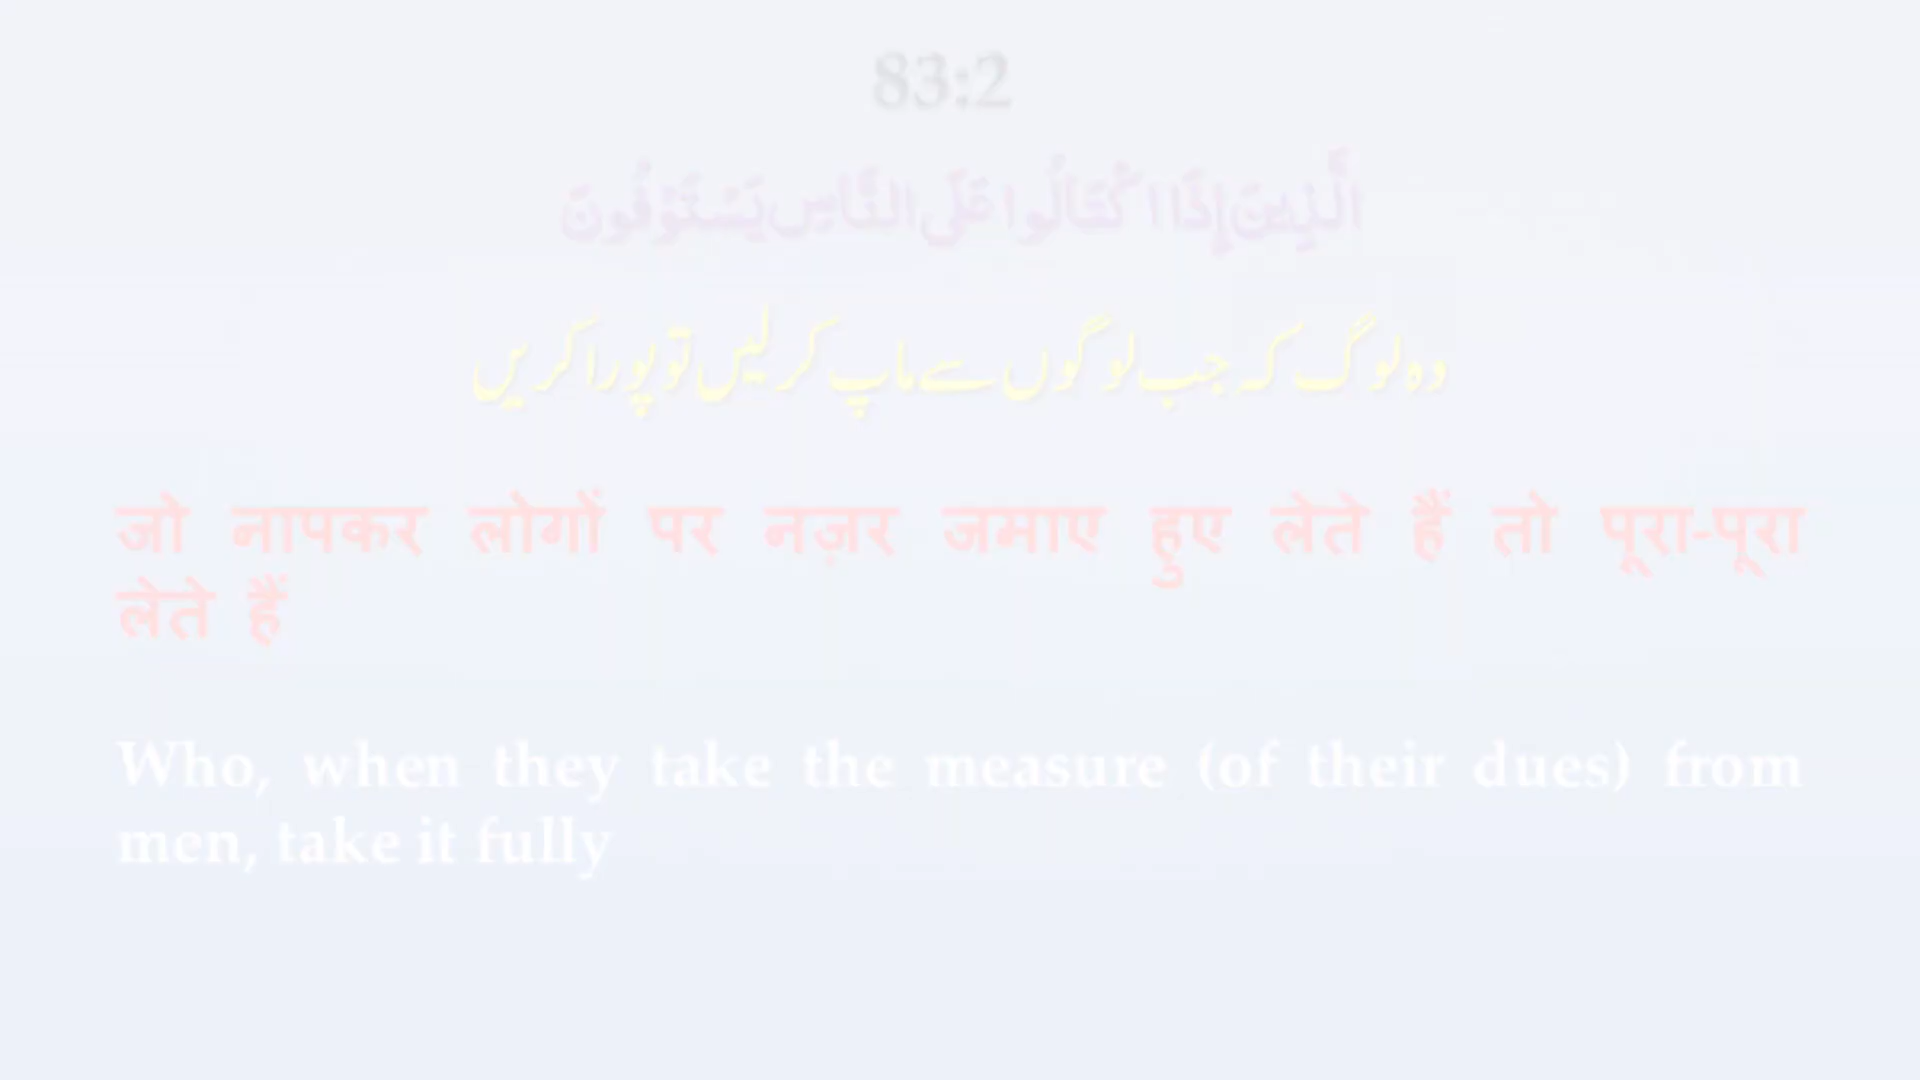 83:2
الَّذِينَ إِذَا اكْتَالُوا عَلَى النَّاسِ يَسْتَوْفُونَ
وہ لوگ کہ جب لوگوں سے ماپ کر لیں تو پورا کریں
जो नापकर लोगों पर नज़र जमाए हुए लेते हैं तो पूरा-पूरा
लेते हैं
Who, when they take the measure (of their dues) from
men, take it fully